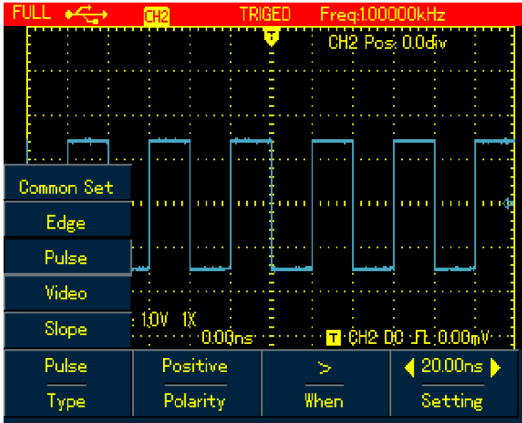 FULL CH2 TRIGED Freq:1.00000kHz
T
CH2 Pos: 0.0div
Common Set
Edge
Pulse
Video
Slope
1.0V 1X
0.00ns
T CH2 DC 0.00mV
Pulse Positive > 20.00ns
Type Polarity When Setting